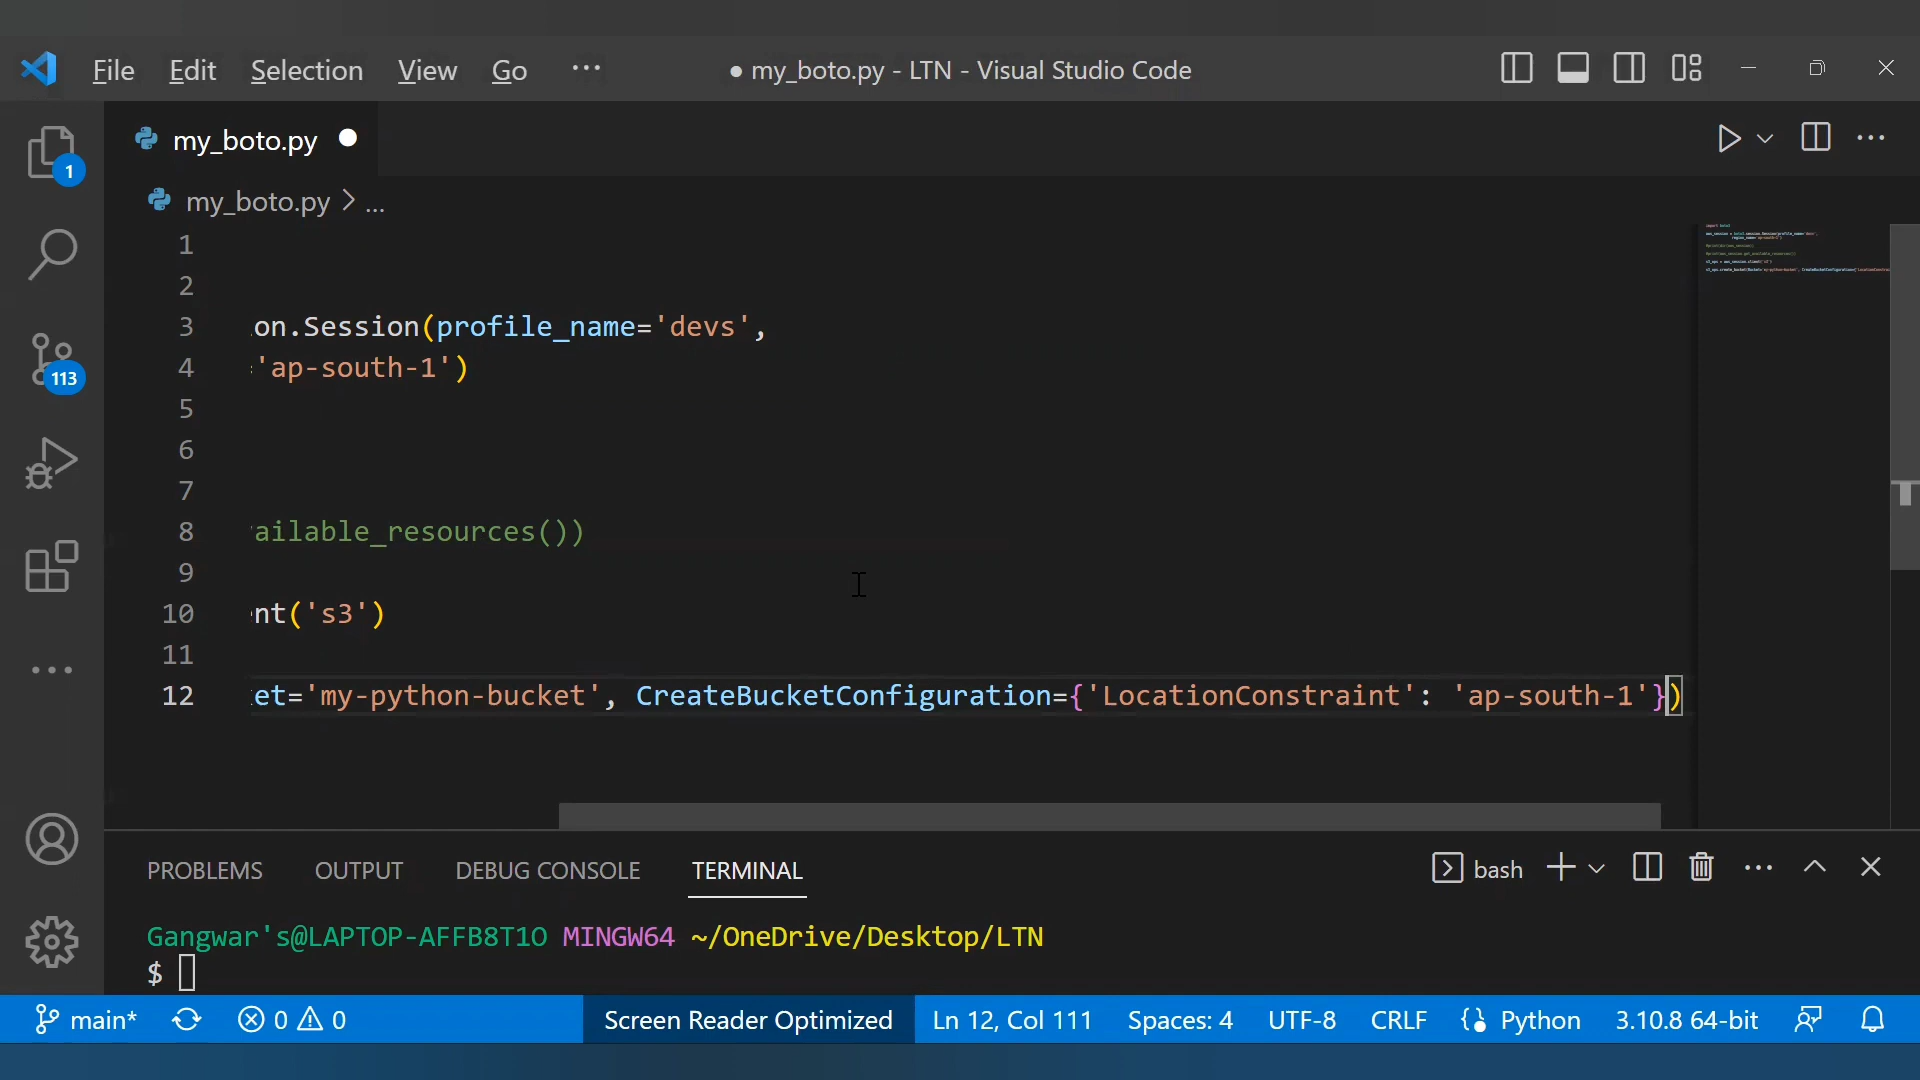 File Edit Selection View Go ··· ● my_boto.py - LTN - Visual Studio Code
my_boto.py ●
1
my_boto.py > ...
1
2
3 on.Session(profile_name='devs',
4 'ap-south-1')
5
113
6
7
8 ailable_resources())
9
10 nt('s3')
11
12 et='my-python-bucket', CreateBucketConfiguration={'LocationConstraint': 'ap-south-1'})
PROBLEMS OUTPUT DEBUG CONSOLE TERMINAL bash
Gangwar's@LAPTOP-AFFB8T1O MINGW64 ~/OneDrive/Desktop/LTN
$
main* 0 0 Screen Reader Optimized Ln 12, Col 111 Spaces: 4 UTF-8 CRLF Python 3.10.8 64-bit